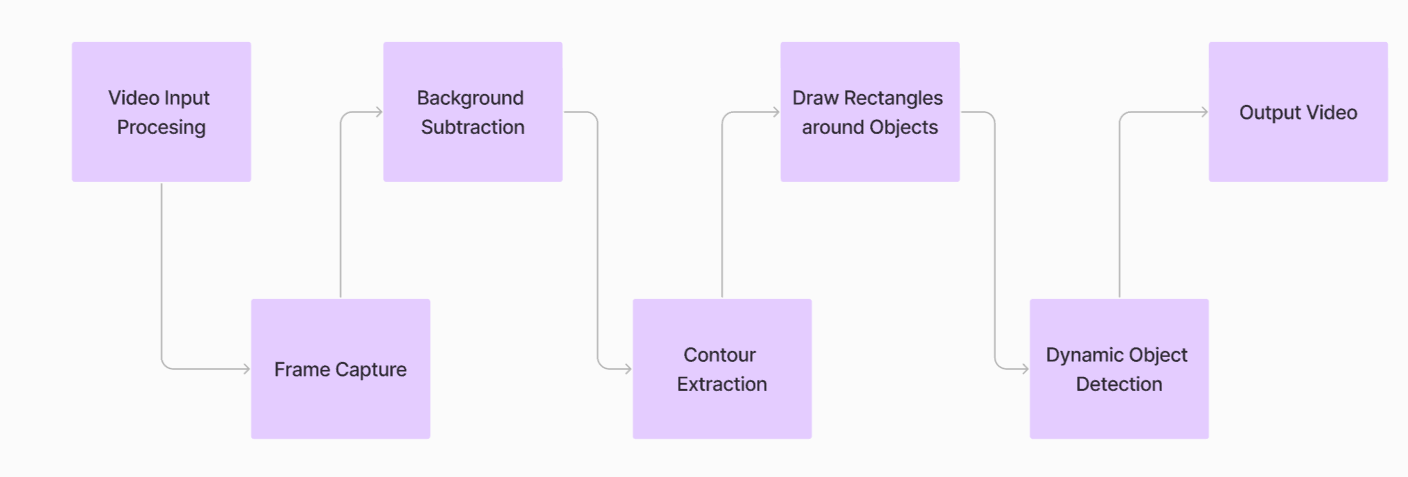 Video Input
Procesing
Frame Capture
Background
Subtraction
Contour
Extraction
Draw Rectangles
around Objects
Dynamic Object
Detection
Output Video